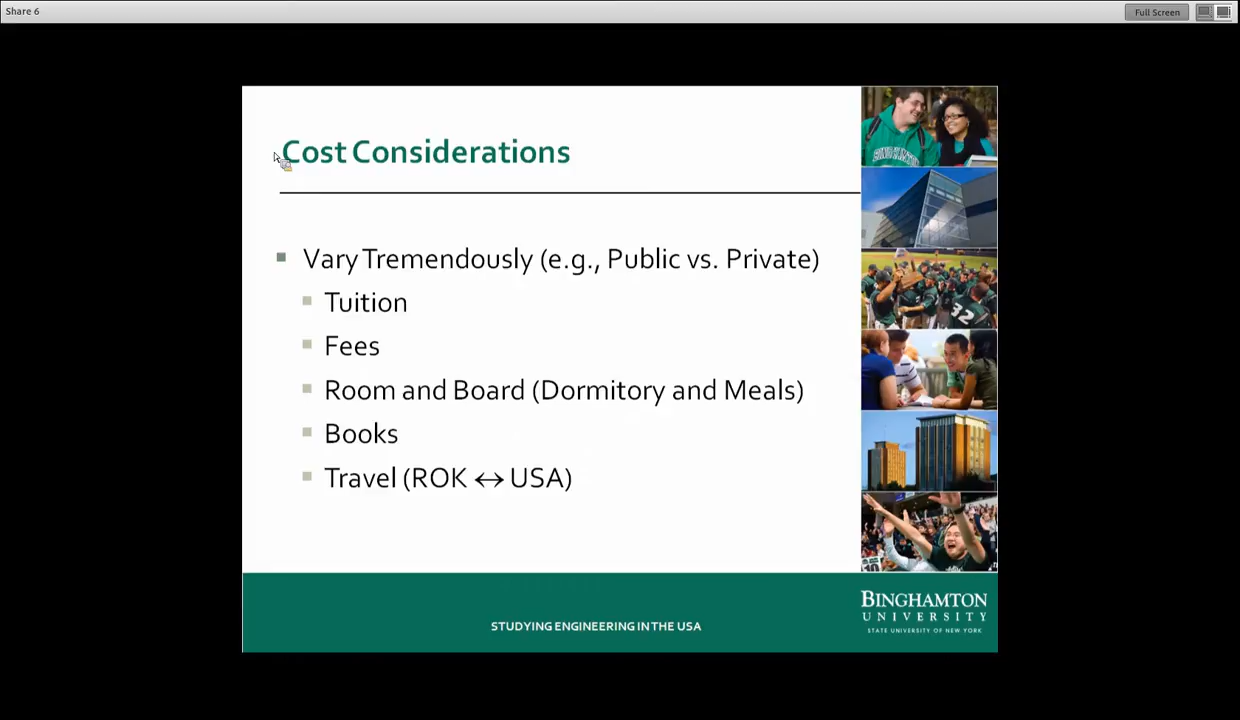 Share 6
Full Screen
Cost Considerations
Vary Tremendously (e.g., Public vs. Private)
Tuition
Fees
Room and Board (Dormitory and Meals)
Books
Travel (ROK ↔ USA)
32
STUDYING ENGINEERING IN THE USA
BINGHAMTON
UNIVERSITY
STATE UNIVERSITY OF NEW YORK